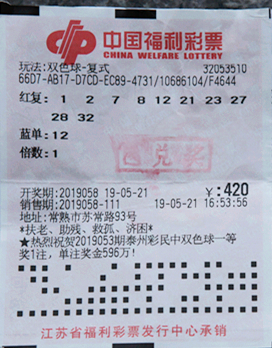 中国福利彩票
CHINA WELFARE LOTTERY
玩法:双色球-复式 32053510
66D7-AB17-D7CD-EC89-4731/10686104/F4644
红复: 1 2 7 8 12 21 23 27
28 32
蓝单:12
倍数:1
已兑奖
开奖期:2019058 19-05-21 ¥:420
销售期:2019058-111 19-05-21 16:53:56
地址:常熟市苏常路93号
*扶老、助残、救孤、济困*
★热烈祝贺2019053期泰州彩民中双色球一等
奖1注,单注奖金596万!
江苏省福利彩票发行中心承销